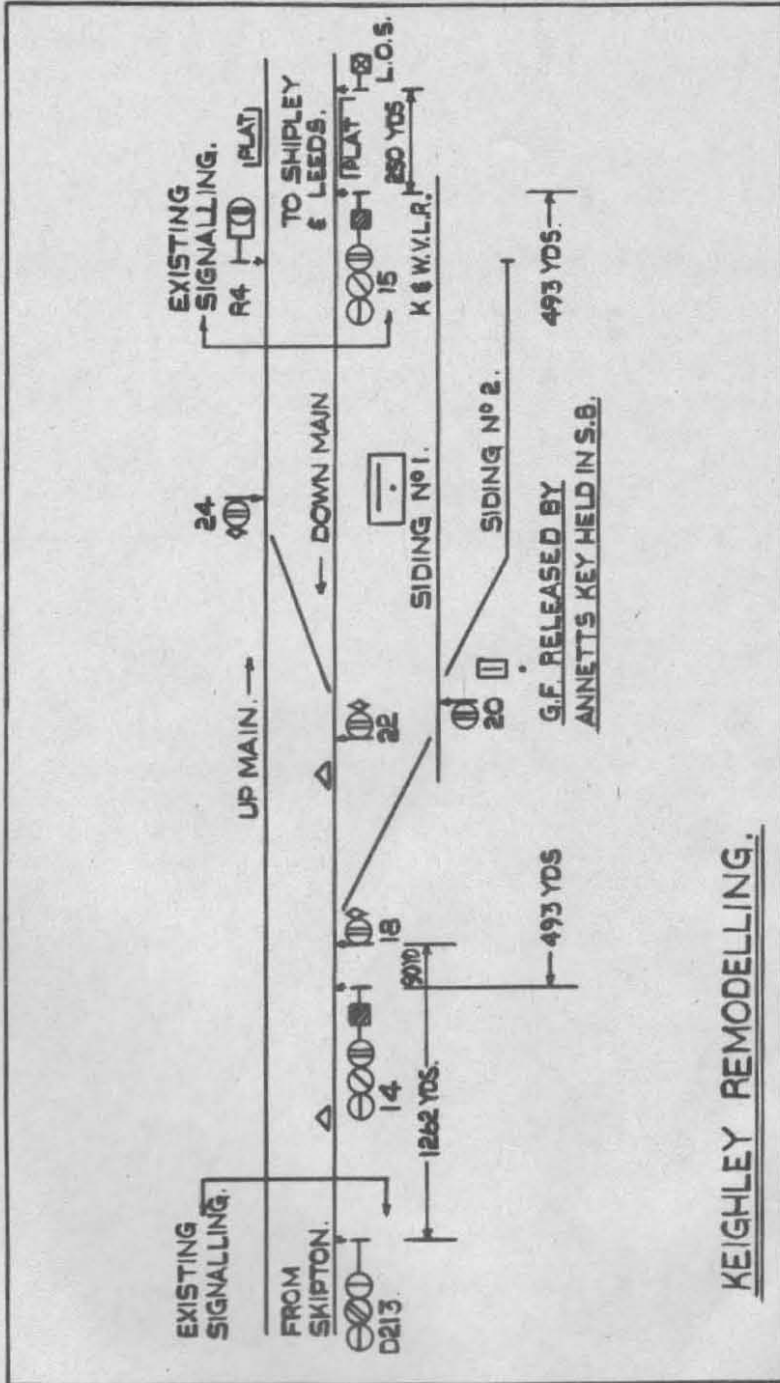 EXISTING
SIGNALLING.
EXISTING
SIGNALLING.
R4
PLAT
24
UP MAIN.
FROM
SKIPTON.
DOWN MAIN
TO SHIPLEY
& LEEDS.
PLAT
L.O.S.
D213
14
18
22
15
250 YDS
90YD
1262 YDS.
SIDING Nº 1.
K & W.V.L.R.
20
SIDING Nº 2.
493 YDS
493 YDS.
G.F. RELEASED BY
ANNETTS KEY HELD IN S.B.
KEIGHLEY REMODELLING.